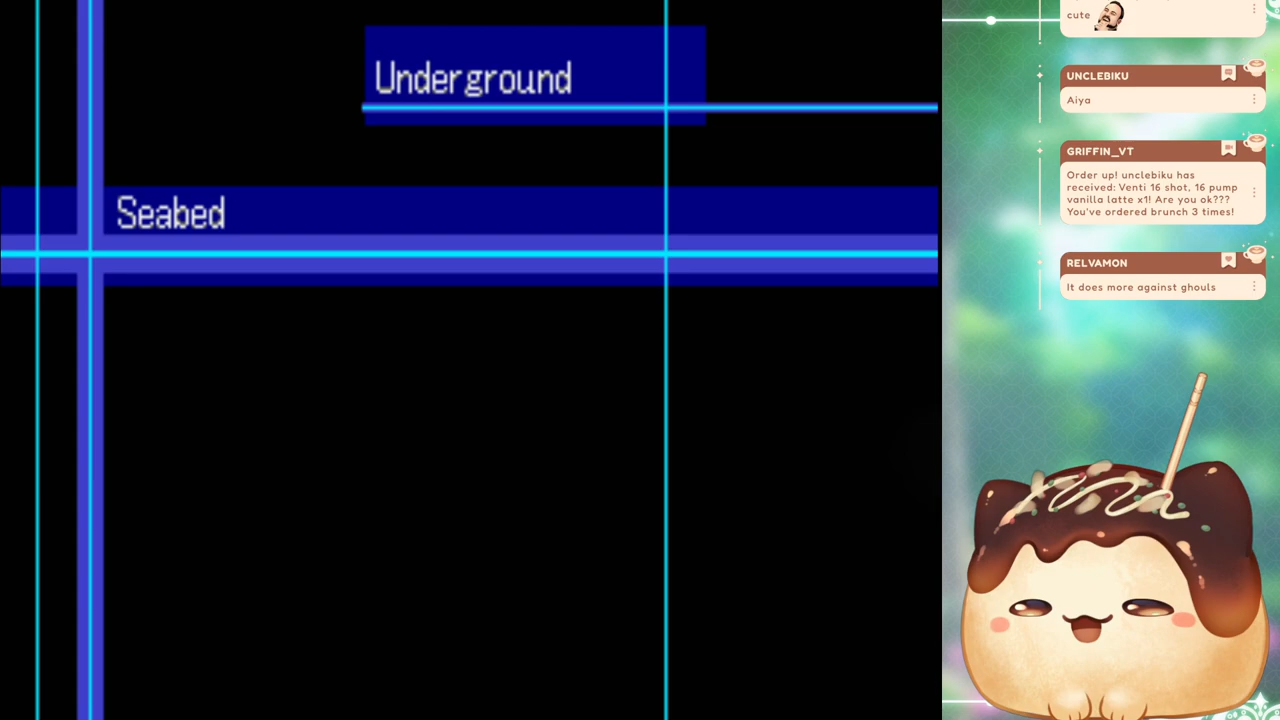 Underground
Seabed
cute
UNCLEBIKU
Aiya
GRIFFIN_VT
Order up! unclebiku has
received: Venti 16 shot, 16 pump
vanilla latte x1! Are you ok???
You've ordered brunch 3 times!
RELVAMON
It does more against ghouls